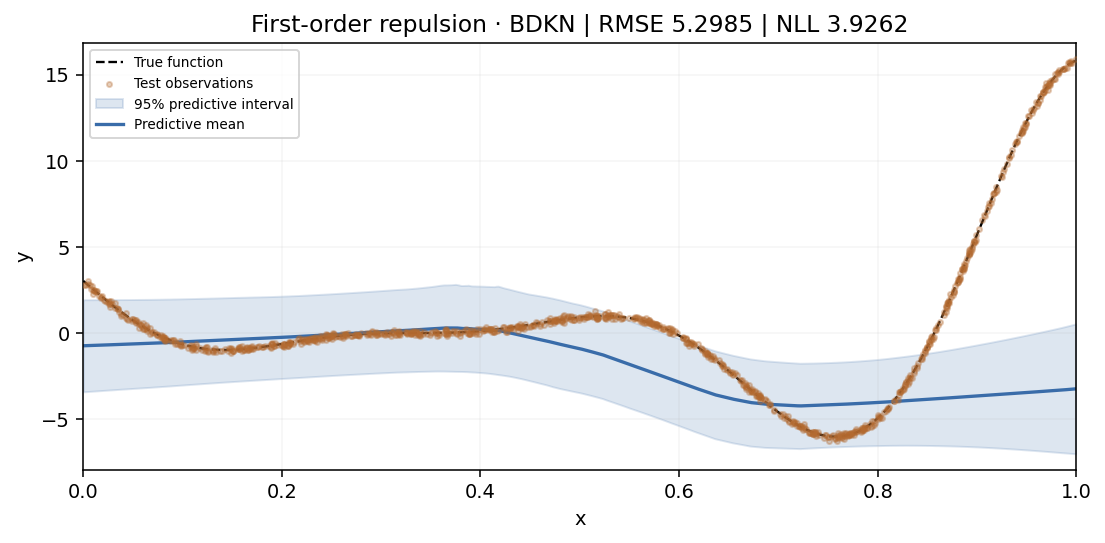 First-order repulsion · BDKN | RMSE 5.2985 | NLL 3.9262
True function
Test observations
95% predictive interval
Predictive mean
y
15
10
5
0
−5
0.0 0.2 0.4 0.6 0.8 1.0
x